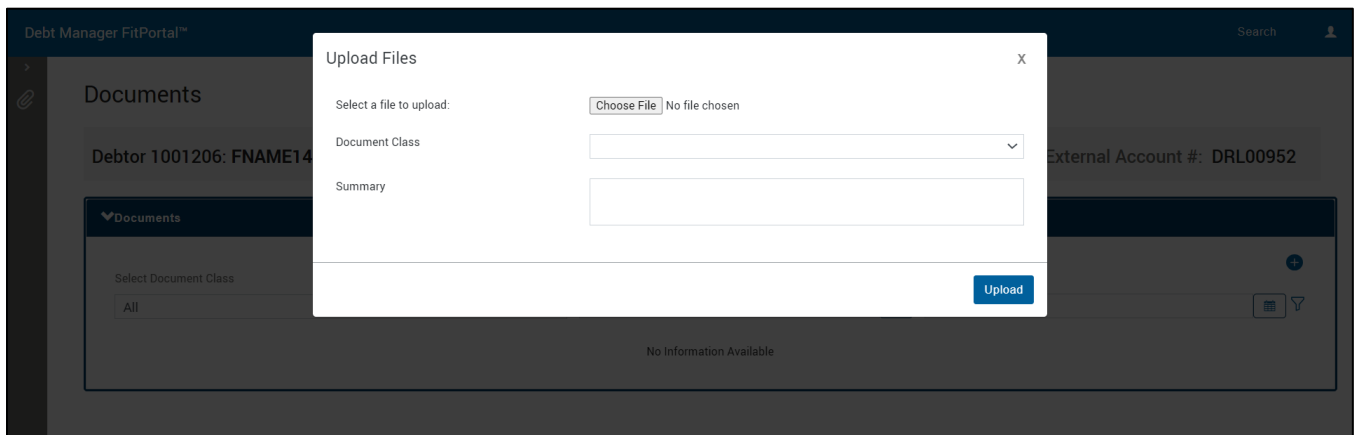 Debt Manager FitPortal™
Search
Upload Files
X
Documents
Select a file to upload:
Choose File No file chosen
Document Class
Debtor 1001206: FNAME14
External Account #: DRL00952
Summary
Documents
Select Document Class
Upload
All
No Information Available